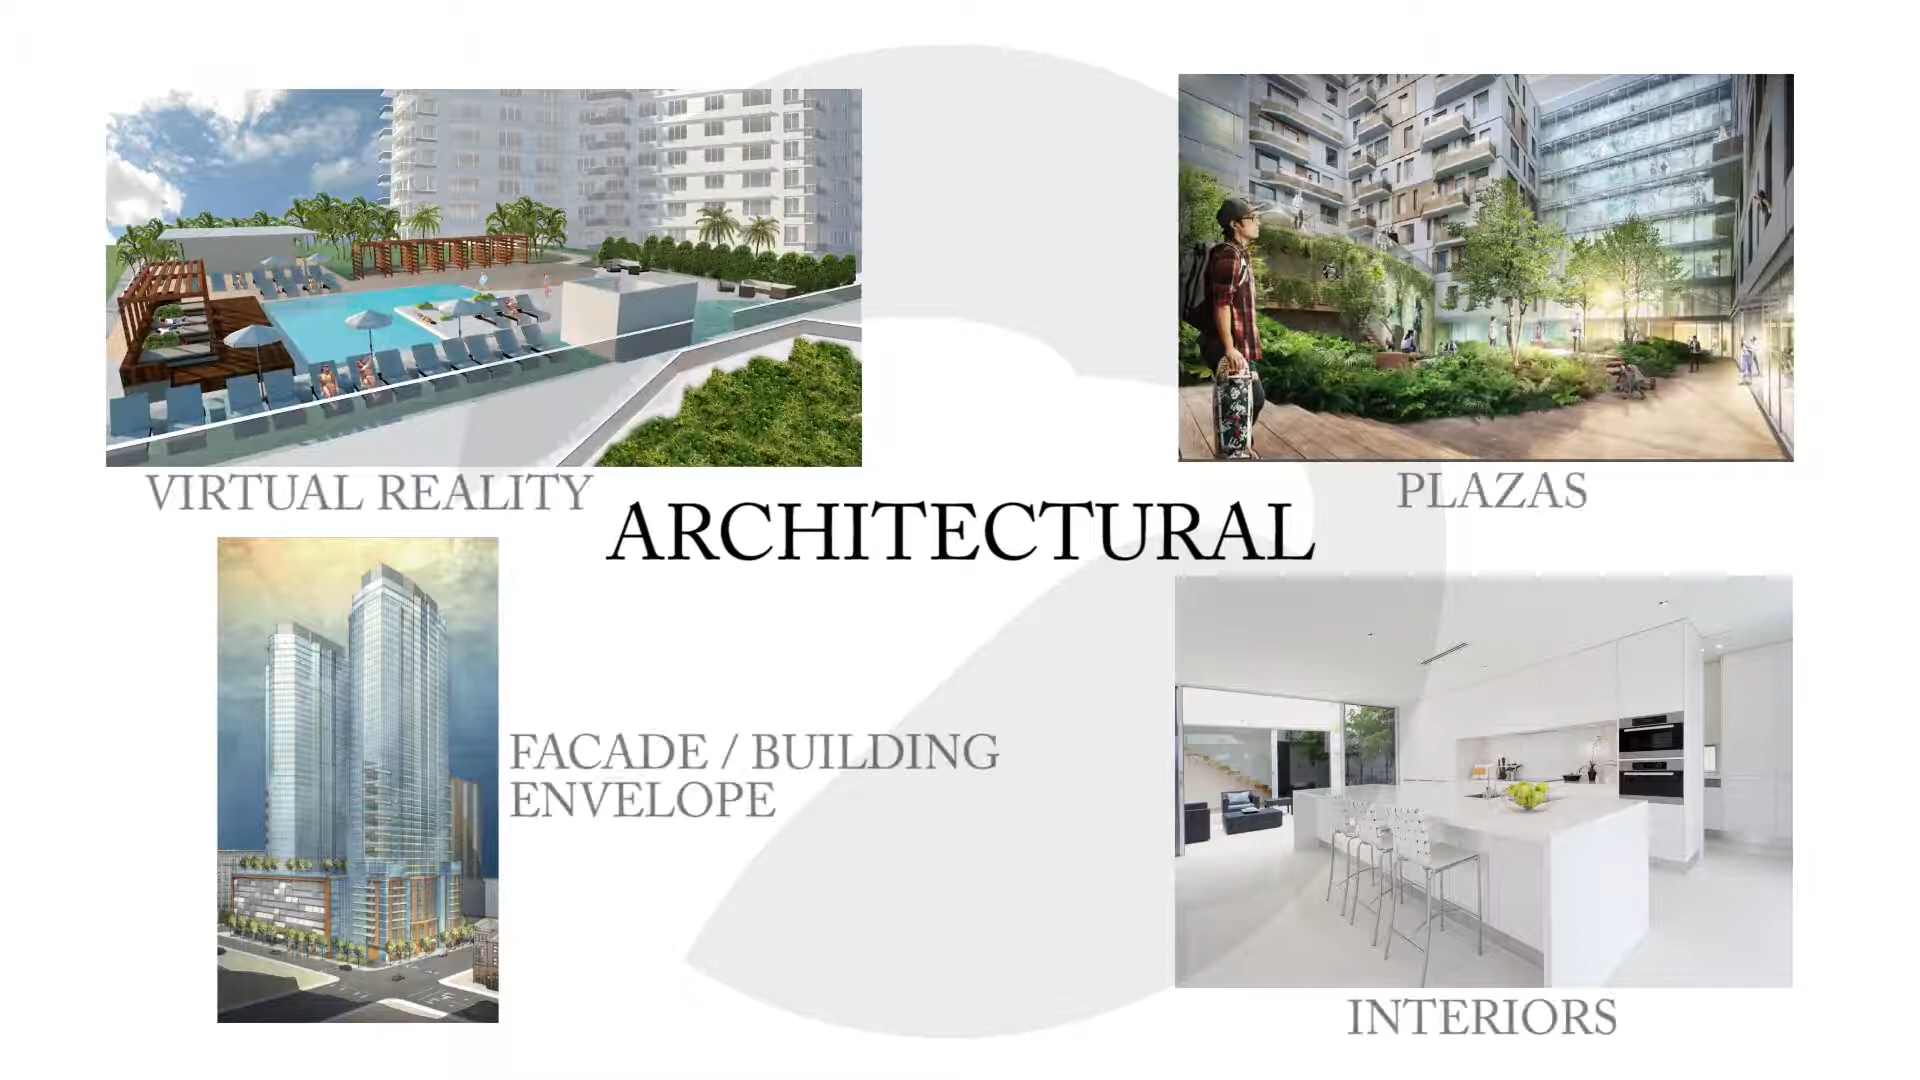 VIRTUAL REALITY
PLAZAS
ARCHITECTURAL
FACADE / BUILDING
ENVELOPE
INTERIORS